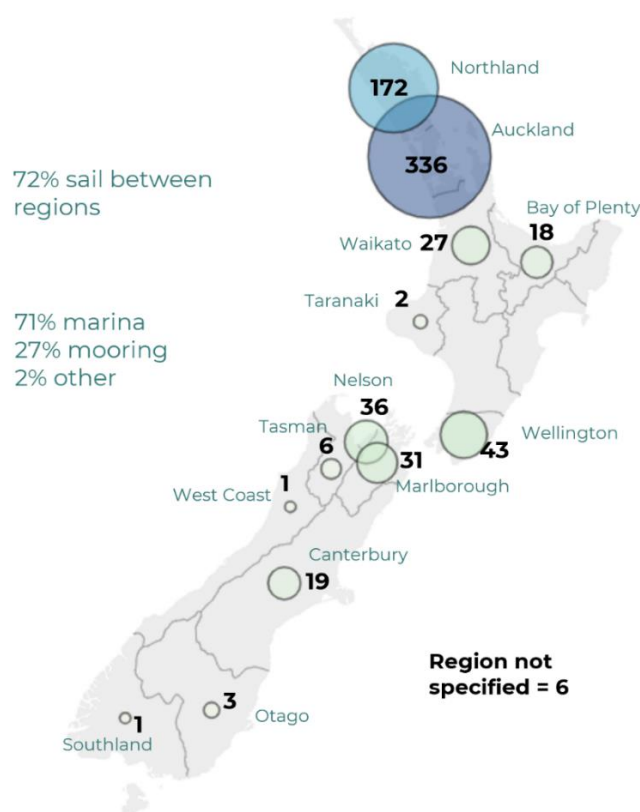 Northland
172
Auckland
336
72% sail between
regions
Bay of Plenty
18
Waikato 27
Taranaki 2
71% marina
27% mooring
2% other
Nelson
36
Tasman
6
Wellington
43
31
Marlborough
1
West Coast
Canterbury
19
Region not
specified = 6
3
Otago
1
Southland